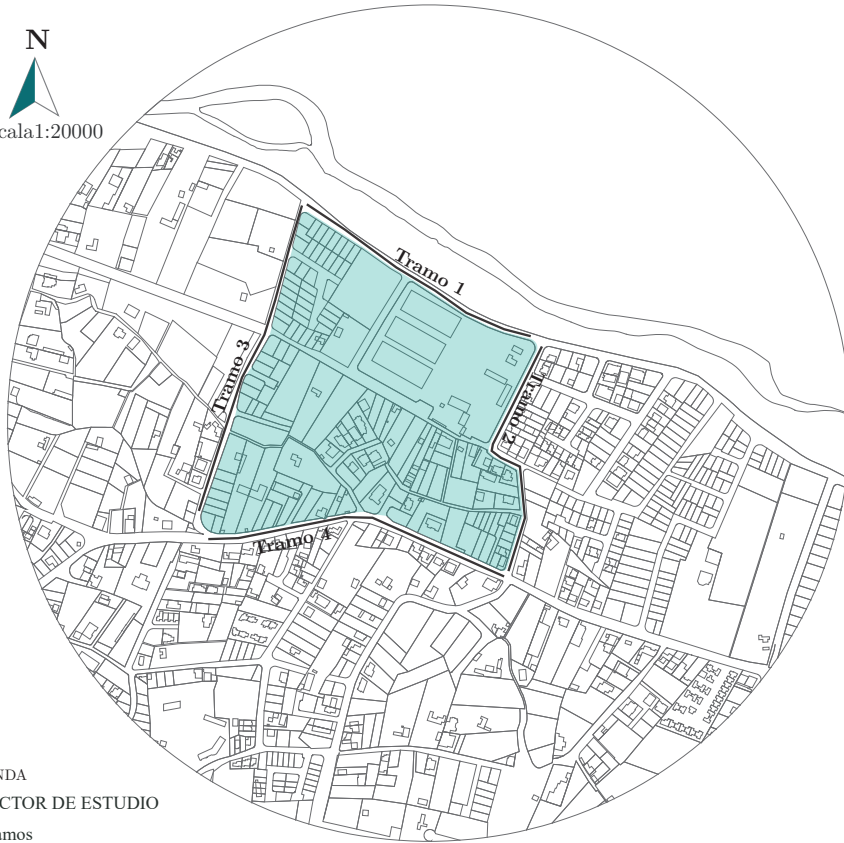 N
cala1:20000
Tramo 1
Tramo 3
Tramo 2
Tramo 4
NDA
CTOR DE ESTUDIO
amos